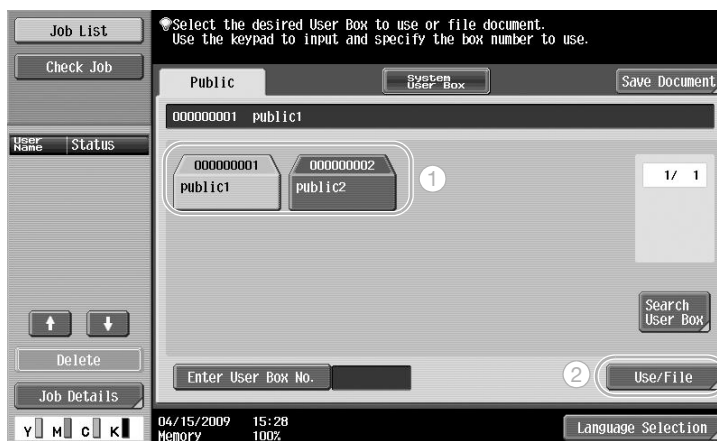 Job List
Check Job
User Name Status
Delete
Job Details
Y M C K
Select the desired User Box to use or file document.
Use the keypad to input and specify the box number to use.
Public
System User Box
Save Document
000000001 public1
000000001
public1
000000002
public2
1
1/ 1
Search
User Box
Enter User Box No.
2
Use/File
04/15/2009 15:28
Memory 100%
Language Selection